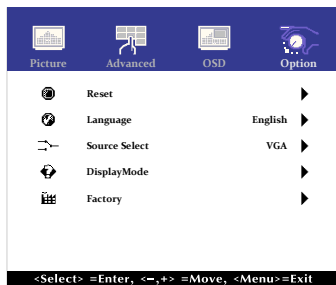 Picture Advanced OSD Option
Reset
Language English
Source Select VGA
DisplayMode
Factory
<Select> =Enter, <−,+> =Move, <Menu>=Exit